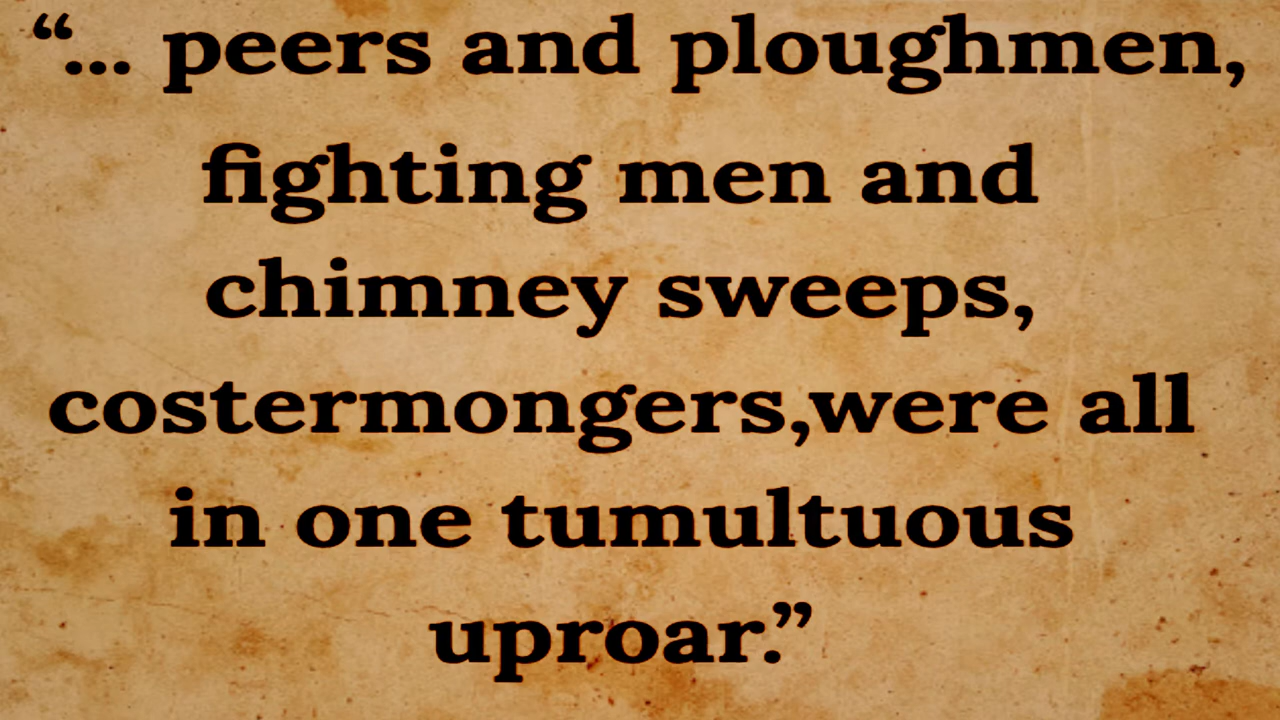 “... peers and ploughmen,
fighting men and
chimney sweeps,
costermongers,were all
in one tumultuous
uproar.”